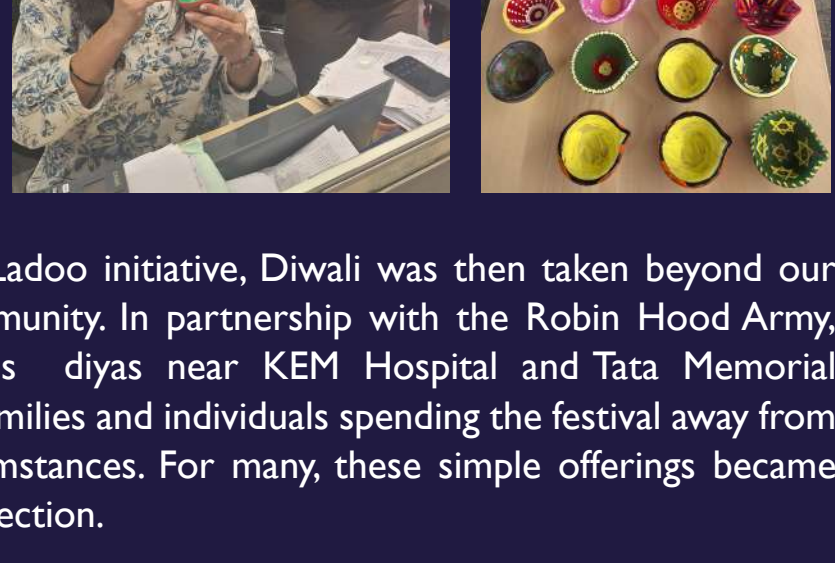 Ladoo initiative, Diwali was then taken beyond our
munity. In partnership with the Robin Hood Army,
s diyas near KEM Hospital and Tata Memorial
milies and individuals spending the festival away from
mstances. For many, these simple offerings became
ection.